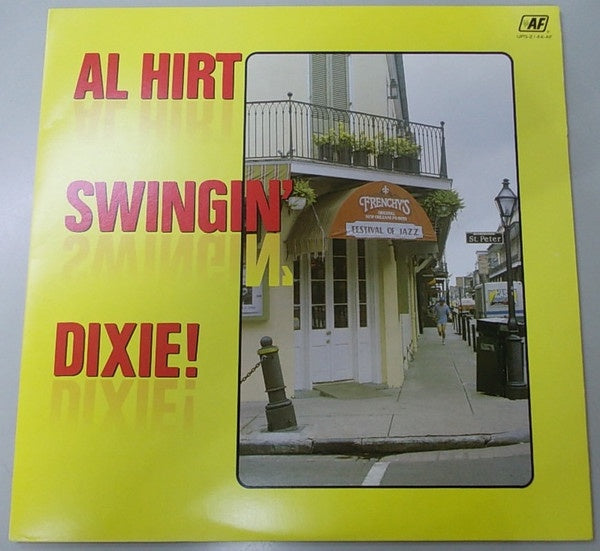 AF
AL HIRT
SWINGIN'
DIXIE!
FRENCHY'S
FESTIVAL OF JAZZ
St. Peter